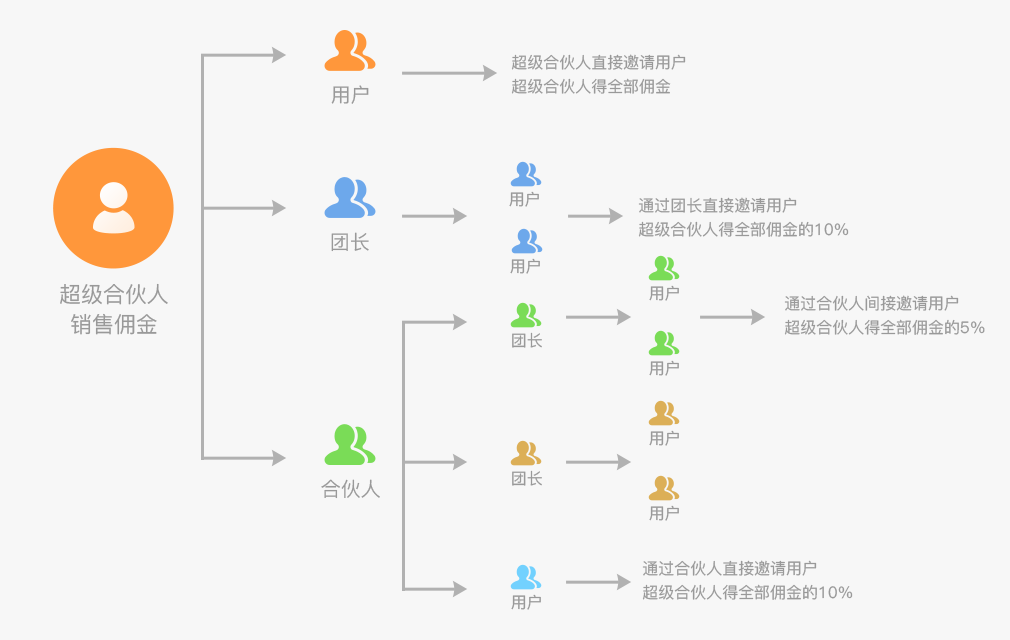 超级合伙人
销售佣金
用户
超级合伙人直接邀请用户
超级合伙人得全部佣金
团长
用户
用户
通过团长直接邀请用户
超级合伙人得全部佣金的10%
合伙人
团长
用户
用户
通过合伙人间接邀请用户
超级合伙人得全部佣金的5%
团长
用户
用户
用户
通过合伙人直接邀请用户
超级合伙人得全部佣金的10%